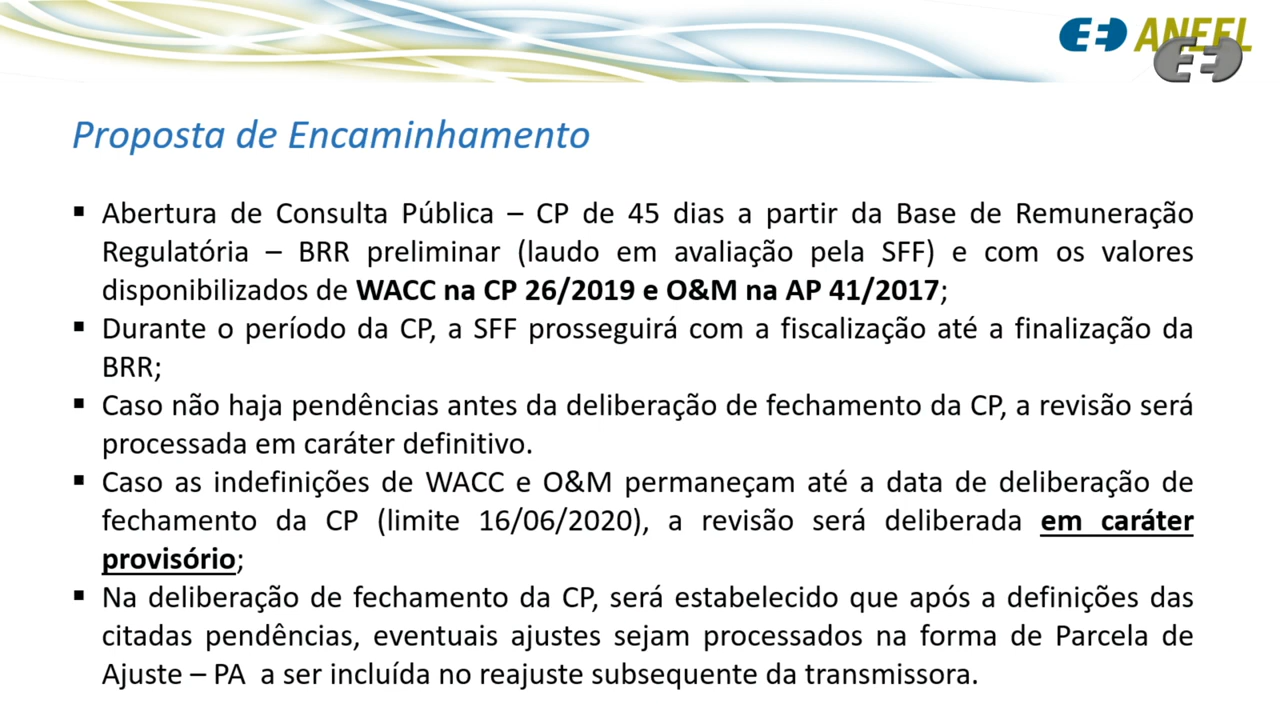 ANEEL
Proposta de Encaminhamento
▪ Abertura de Consulta Pública – CP de 45 dias a partir da Base de Remuneração
Regulatória – BRR preliminar (laudo em avaliação pela SFF) e com os valores
disponibilizados de WACC na CP 26/2019 e O&M na AP 41/2017;
▪ Durante o período da CP, a SFF prosseguirá com a fiscalização até a finalização da
BRR;
▪ Caso não haja pendências antes da deliberação de fechamento da CP, a revisão será
processada em caráter definitivo.
▪ Caso as indefinições de WACC e O&M permaneçam até a data de deliberação de
fechamento da CP (limite 16/06/2020), a revisão será deliberada em caráter
provisório;
▪ Na deliberação de fechamento da CP, será estabelecido que após a definições das
citadas pendências, eventuais ajustes sejam processados na forma de Parcela de
Ajuste – PA a ser incluída no reajuste subsequente da transmissora.